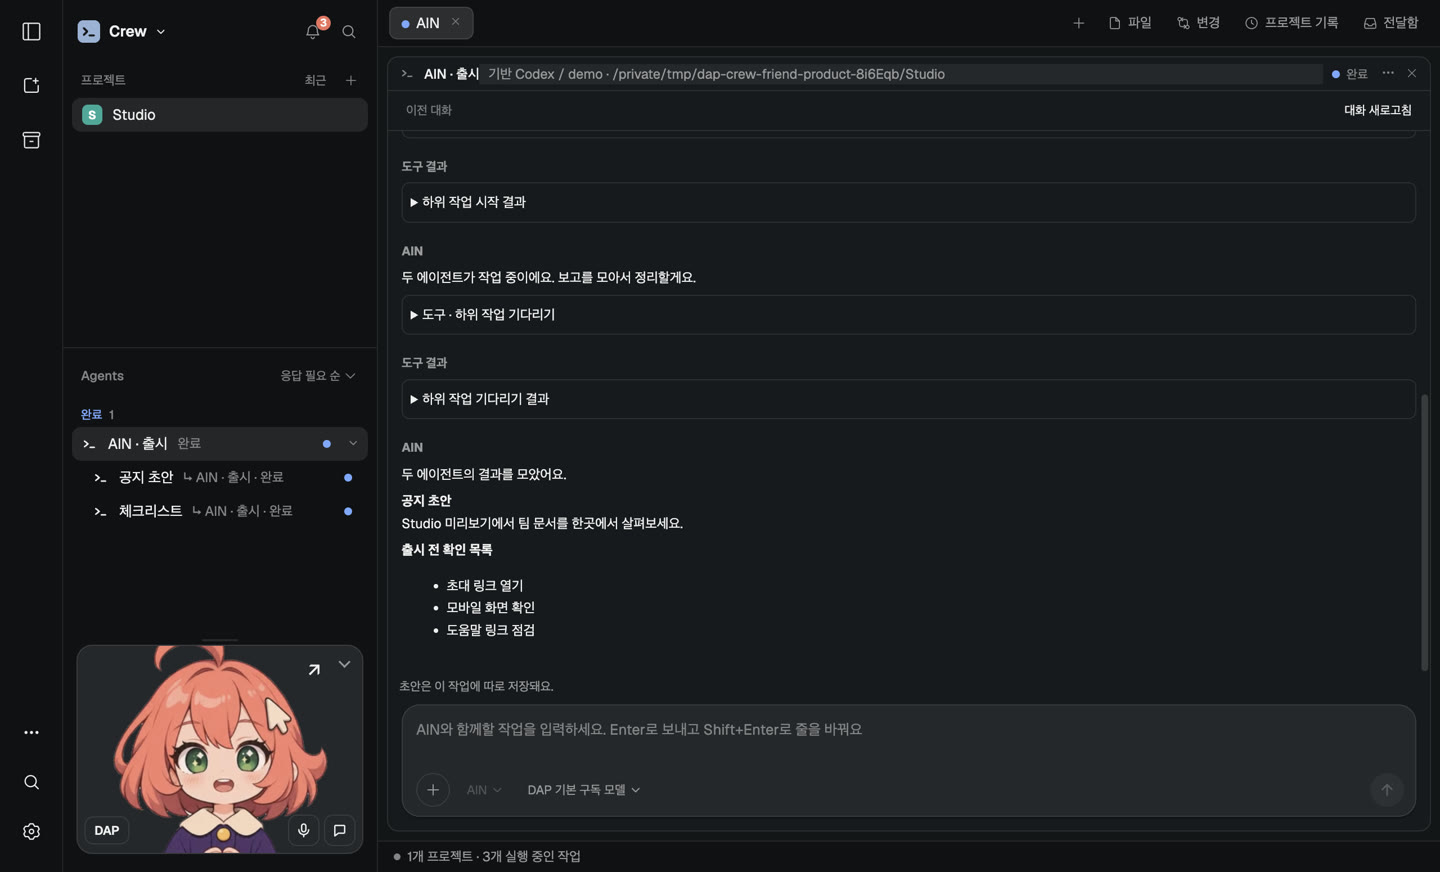 Crew
3
프로젝트
최근
S
Studio
Agents
응답 필요 순
완료 1
AIN · 출시 완료
공지 초안 ↳ AIN · 출시 · 완료
체크리스트 ↳ AIN · 출시 · 완료
DAP
AIN
파일
변경
프로젝트 기록
전달함
AIN · 출시 기반 Codex / demo · /private/tmp/dap-crew-friend-product-8i6Eqb/Studio
완료
이전 대화
대화 새로고침
도구 결과
▶ 하위 작업 시작 결과
AIN
두 에이전트가 작업 중이에요. 보고를 모아서 정리할게요.
▶ 도구 · 하위 작업 기다리기
도구 결과
▶ 하위 작업 기다리기 결과
AIN
두 에이전트의 결과를 모았어요.
공지 초안
Studio 미리보기에서 팀 문서를 한곳에서 살펴보세요.
출시 전 확인 목록
• 초대 링크 열기
• 모바일 화면 확인
• 도움말 링크 점검
초안은 이 작업에 따로 저장돼요.
AIN와 함께할 작업을 입력하세요. Enter로 보내고 Shift+Enter로 줄을 바꿔요
AIN
DAP 기본 구독 모델
1개 프로젝트 · 3개 실행 중인 작업